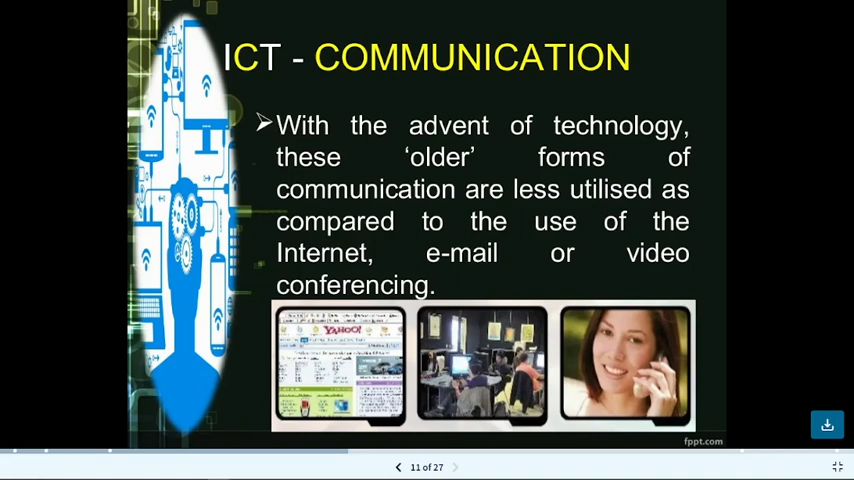 ICT - COMMUNICATION
➢With the advent of technology,
these ‘older’ forms of
communication are less utilised as
compared to the use of the
Internet, e-mail or video
conferencing.
YAHOO!
fppt.com
11 of 27